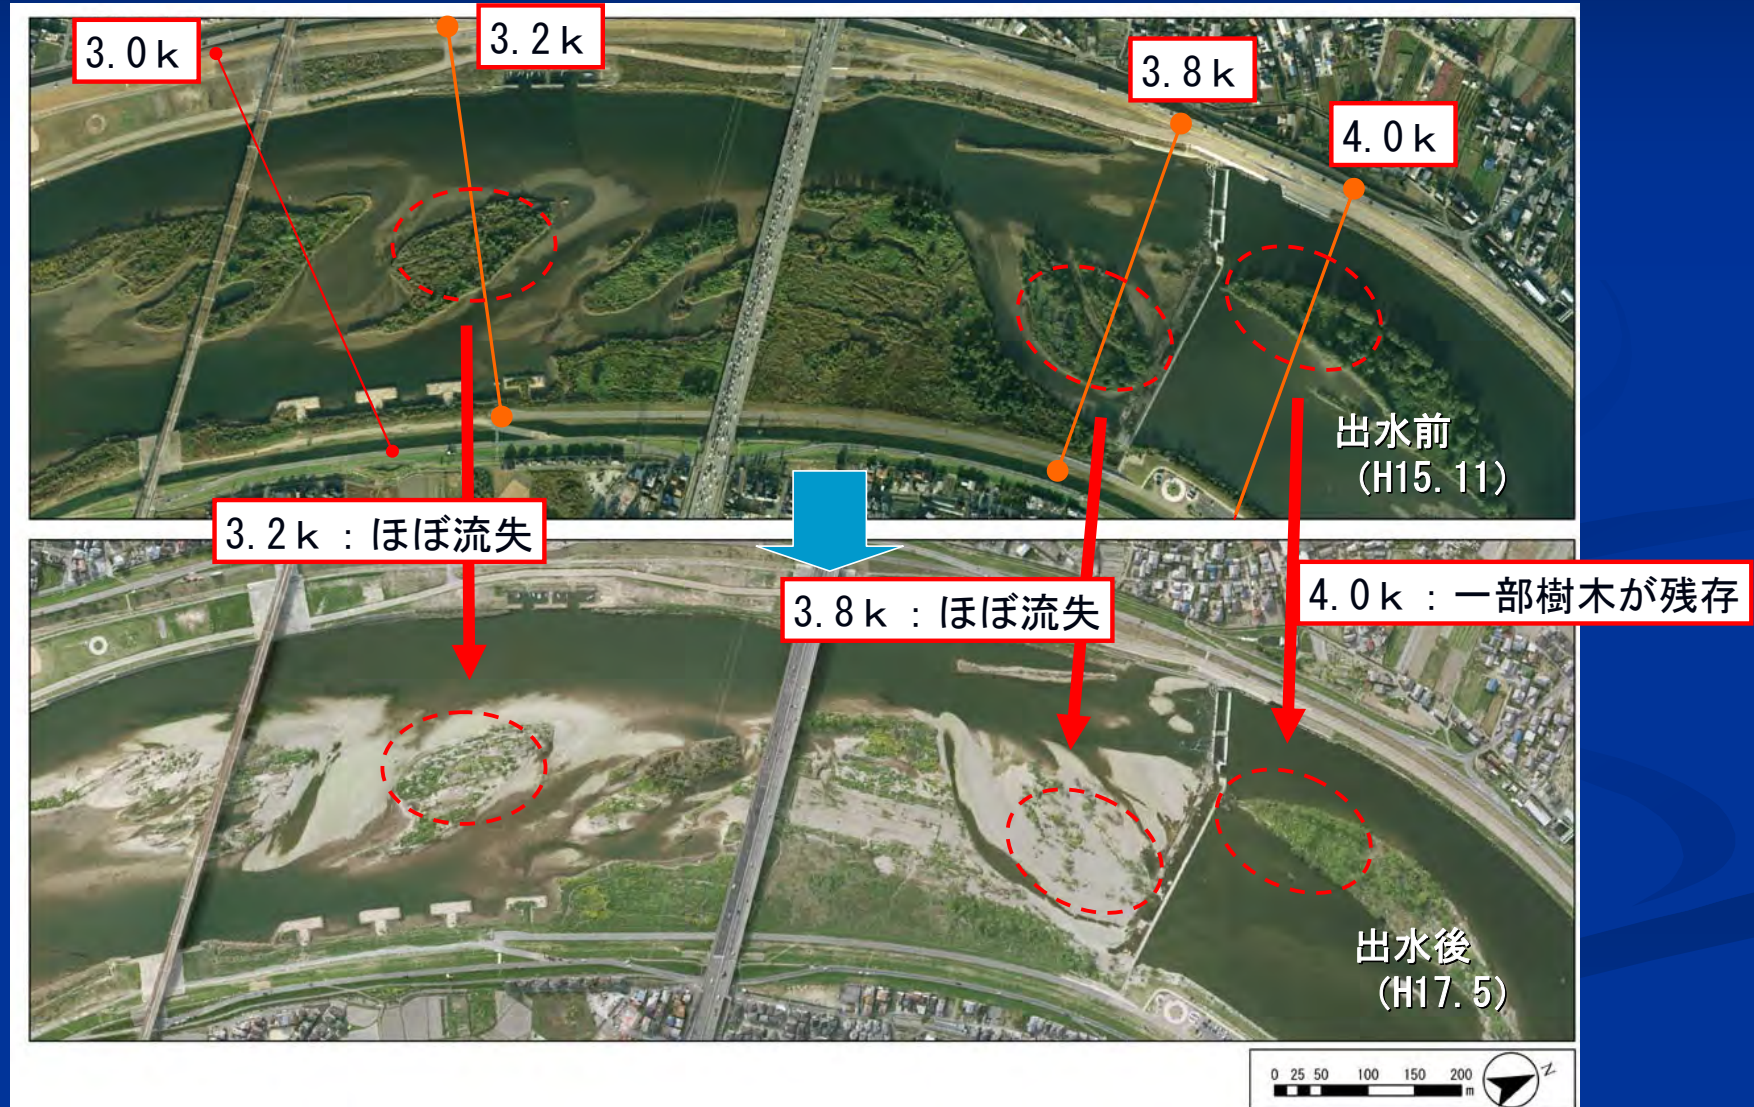 3.0k
3.2k
3.8k
4.0k
出水前
(H15.11)
3.2k：ほぼ流失
3.8k：ほぼ流失
4.0k：一部樹木が残存
出水後
(H17.5)
0 25 50 100 150 200
m
N